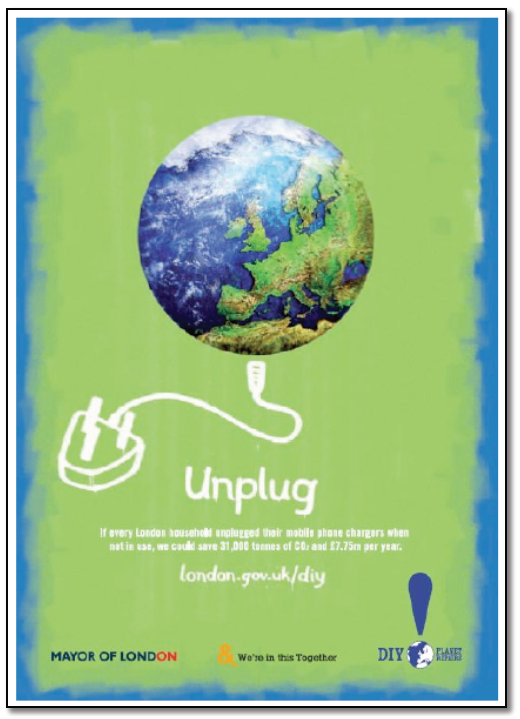 Unplug
If every London household unplugged their mobile phone chargers when
not in use, we could save 31,000 tonnes of CO₂ and £7.75m per year.
london.gov.uk/diy
MAYOR OF LONDON
& We're in this Together
DIY PLANET REPAIRS